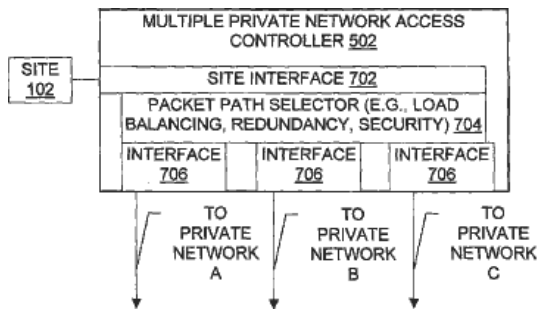 MULTIPLE PRIVATE NETWORK ACCESS
CONTROLLER 502
SITE
102
SITE INTERFACE 702
PACKET PATH SELECTOR (E.G., LOAD
BALANCING, REDUNDANCY, SECURITY) 704
INTERFACE
706
INTERFACE
706
INTERFACE
706
TO
PRIVATE
NETWORK
A
TO
PRIVATE
NETWORK
B
TO
PRIVATE
NETWORK
C